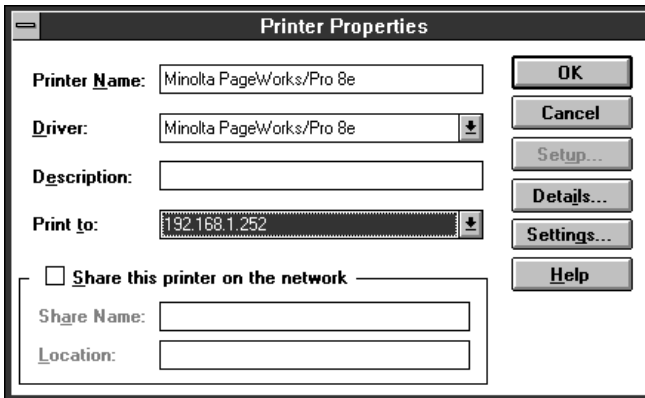 Printer Properties
Printer Name: Minolta PageWorks/Pro 8e
OK
Cancel
Driver: Minolta PageWorks/Pro 8e
Setup...
Description:
Details...
Print to: 192.168.1.252
Settings...
Share this printer on the network
Help
Share Name:
Location: